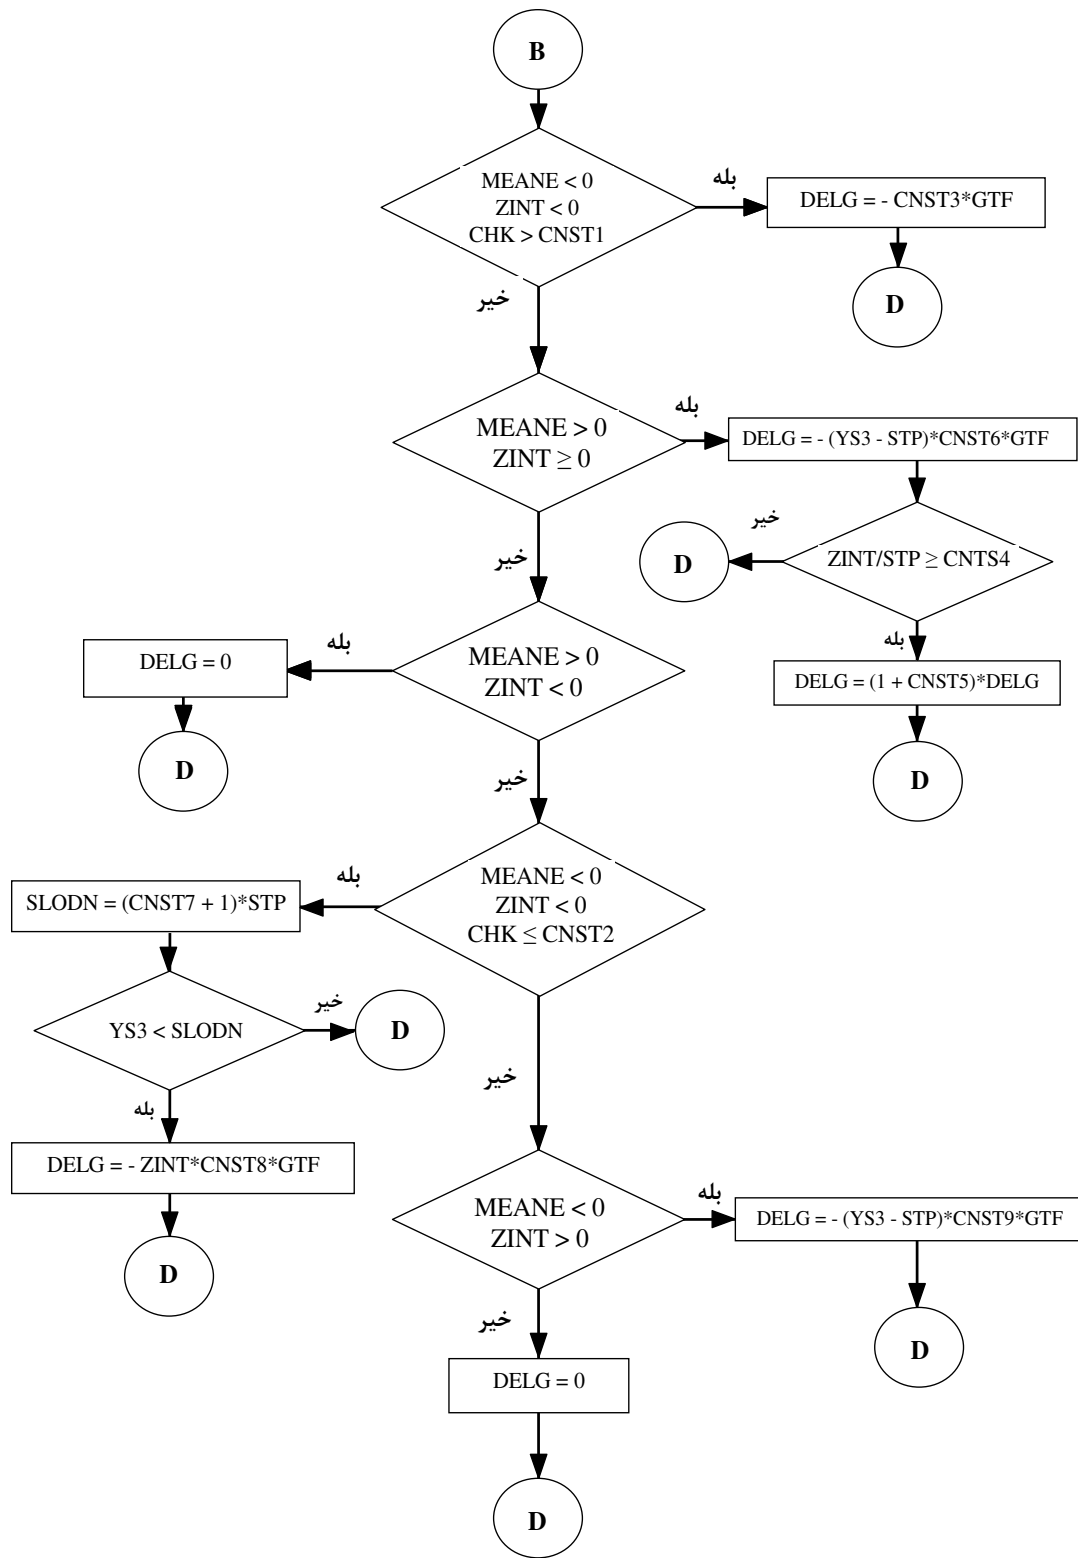 B
MEANE < 0
ZINT < 0
CHK > CNST1
بله
DELG = - CNST3*GTF
D
خیر
MEANE > 0
ZINT ≥ 0
بله
DELG = - (YS3 - STP)*CNST6*GTF
ZINT/STP ≥ CNTS4
خیر
D
بله
DELG = (1 + CNST5)*DELG
D
خیر
MEANE > 0
ZINT < 0
بله
DELG = 0
D
خیر
MEANE < 0
ZINT < 0
CHK ≤ CNST2
بله
SLODN = (CNST7 + 1)*STP
YS3 < SLODN
خیر
D
بله
DELG = - ZINT*CNST8*GTF
D
خیر
MEANE < 0
ZINT > 0
بله
DELG = - (YS3 - STP)*CNST9*GTF
D
خیر
DELG = 0
D